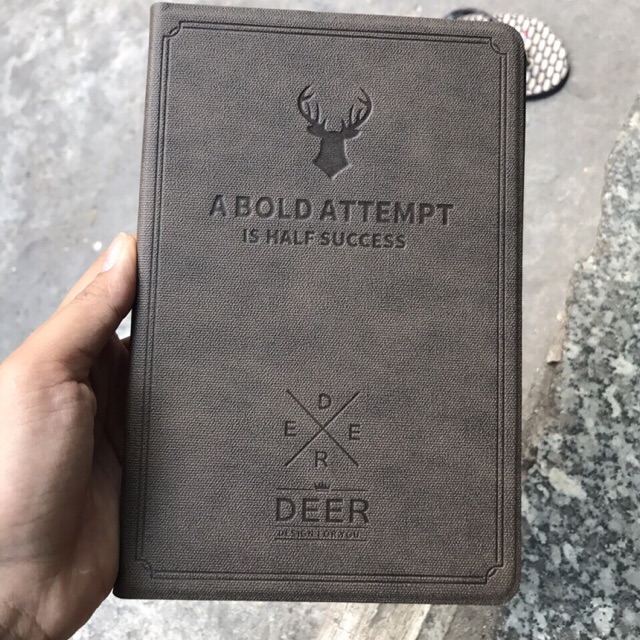 A BOLD ATTEMPT
IS HALF SUCCESS
D
E E
R
DEER
DESIGN FOR YOU